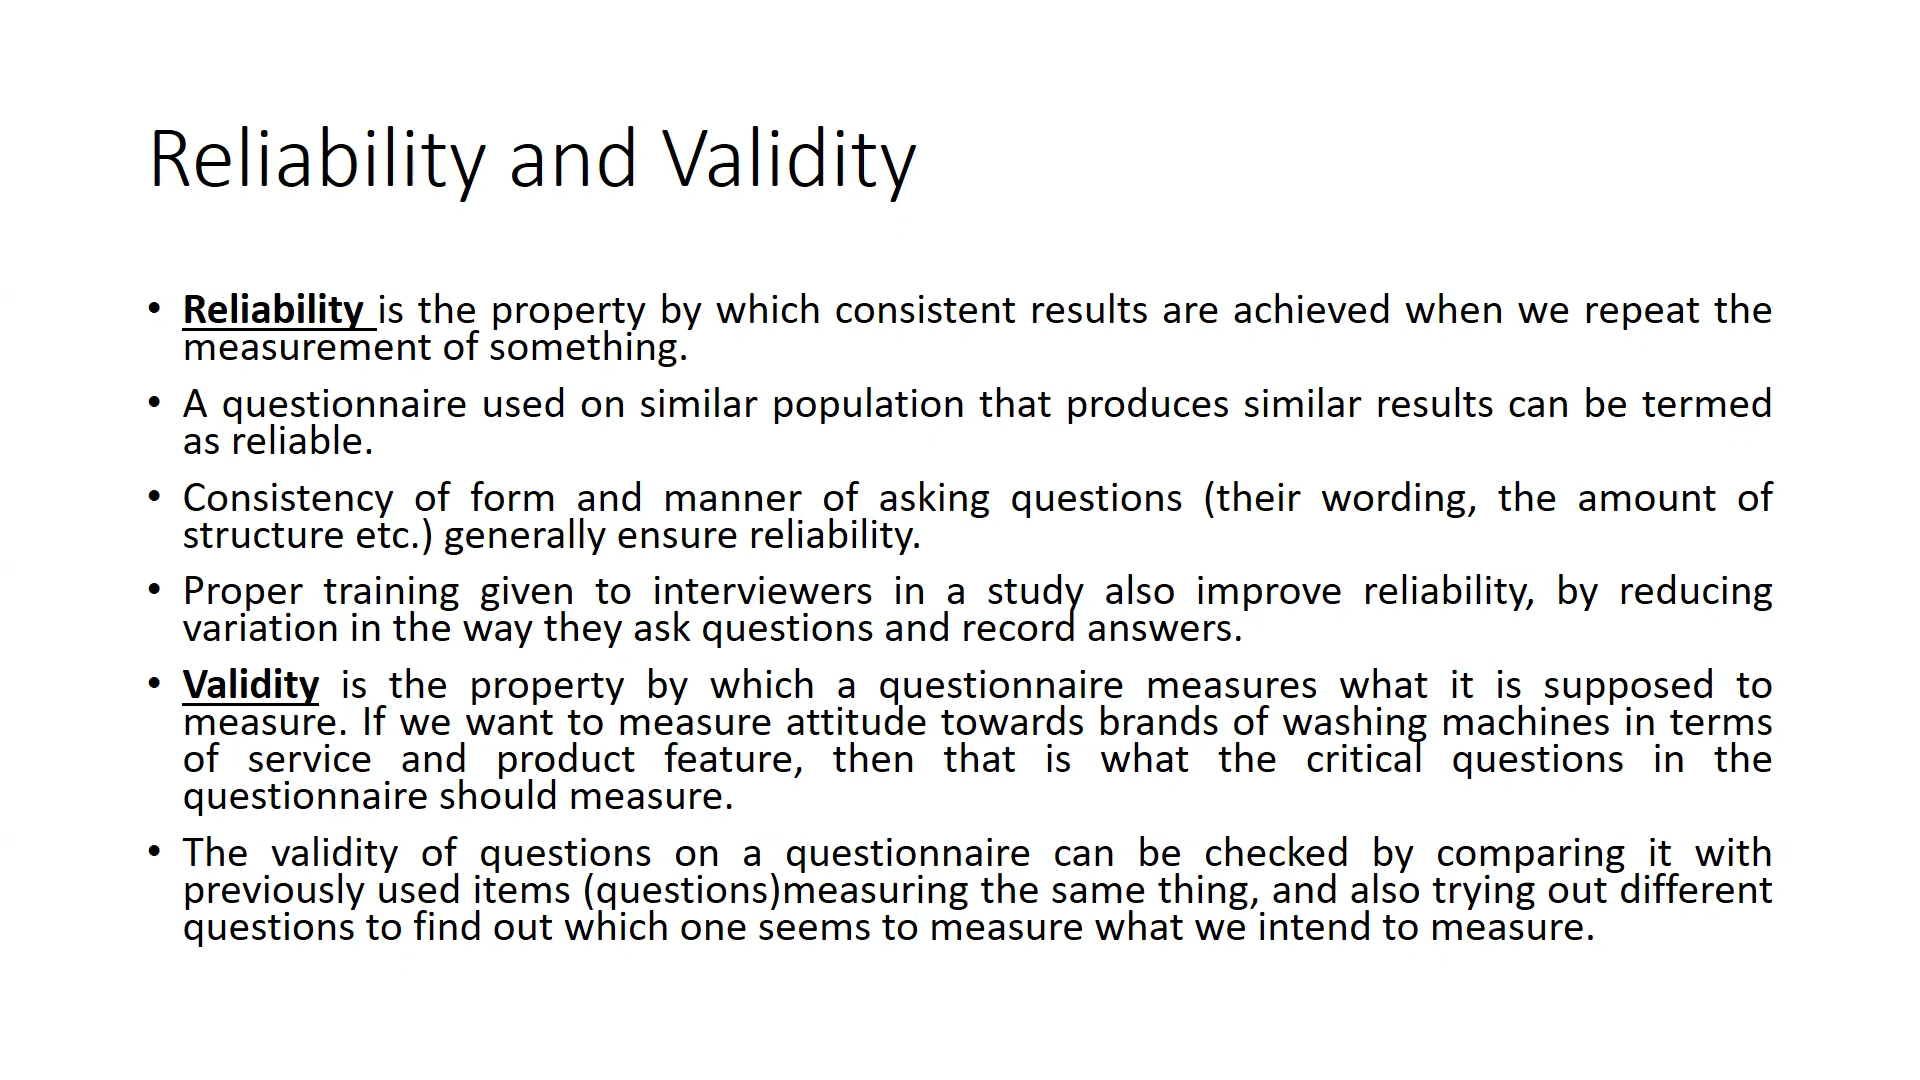 Reliability and Validity
• Reliability is the property by which consistent results are achieved when we repeat the
measurement of something.
• A questionnaire used on similar population that produces similar results can be termed
as reliable.
• Consistency of form and manner of asking questions (their wording, the amount of
structure etc.) generally ensure reliability.
• Proper training given to interviewers in a study also improve reliability, by reducing
variation in the way they ask questions and record answers.
• Validity is the property by which a questionnaire measures what it is supposed to
measure. If we want to measure attitude towards brands of washing machines in terms
of service and product feature, then that is what the critical questions in the
questionnaire should measure.
• The validity of questions on a questionnaire can be checked by comparing it with
previously used items (questions)measuring the same thing, and also trying out different
questions to find out which one seems to measure what we intend to measure.